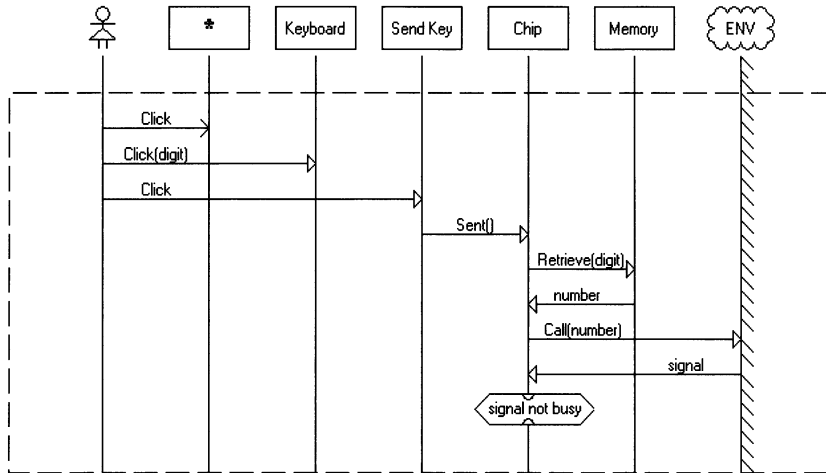 *
Keyboard
Send Key
Chip
Memory
ENV
Click
Click(digit)
Click
Sent()
Retrieve(digit)
number
Call(number)
signal
signal not busy